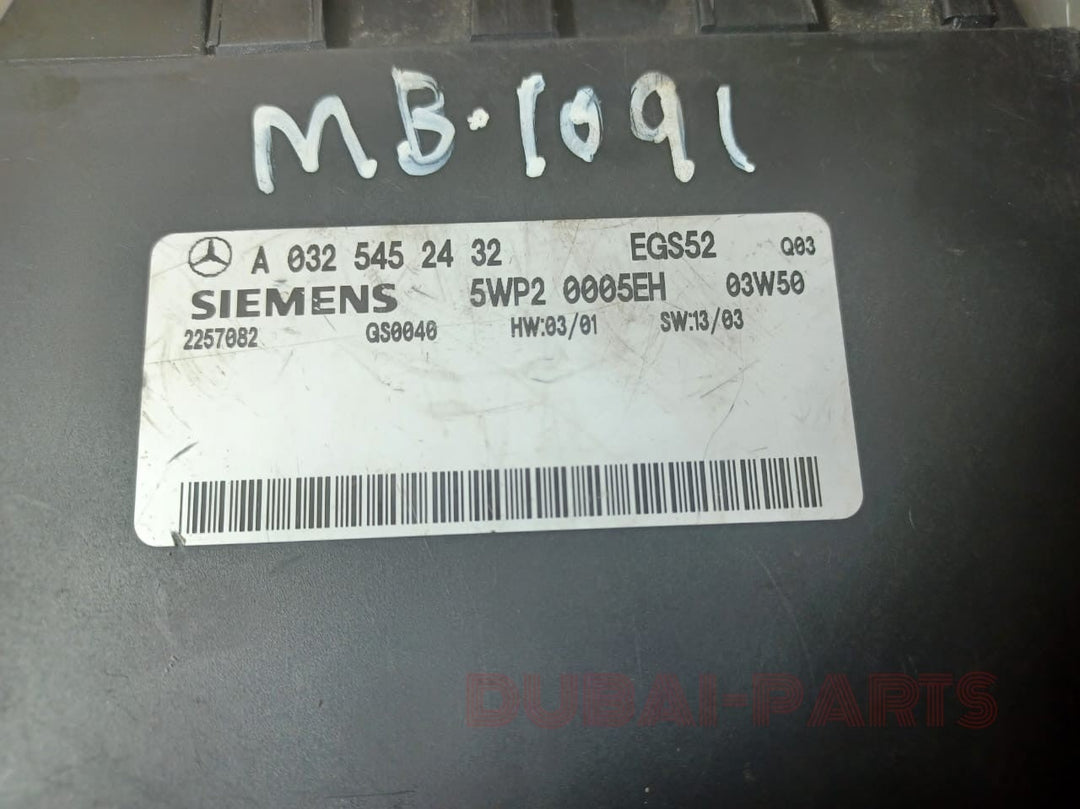 MB·1091
A 032 545 24 32 EGS52 Q03
SIEMENS 5WP2 0005EH 03W50
2257082 GS0040 HW:03/01 SW:13/03
DUBAI-PARTS